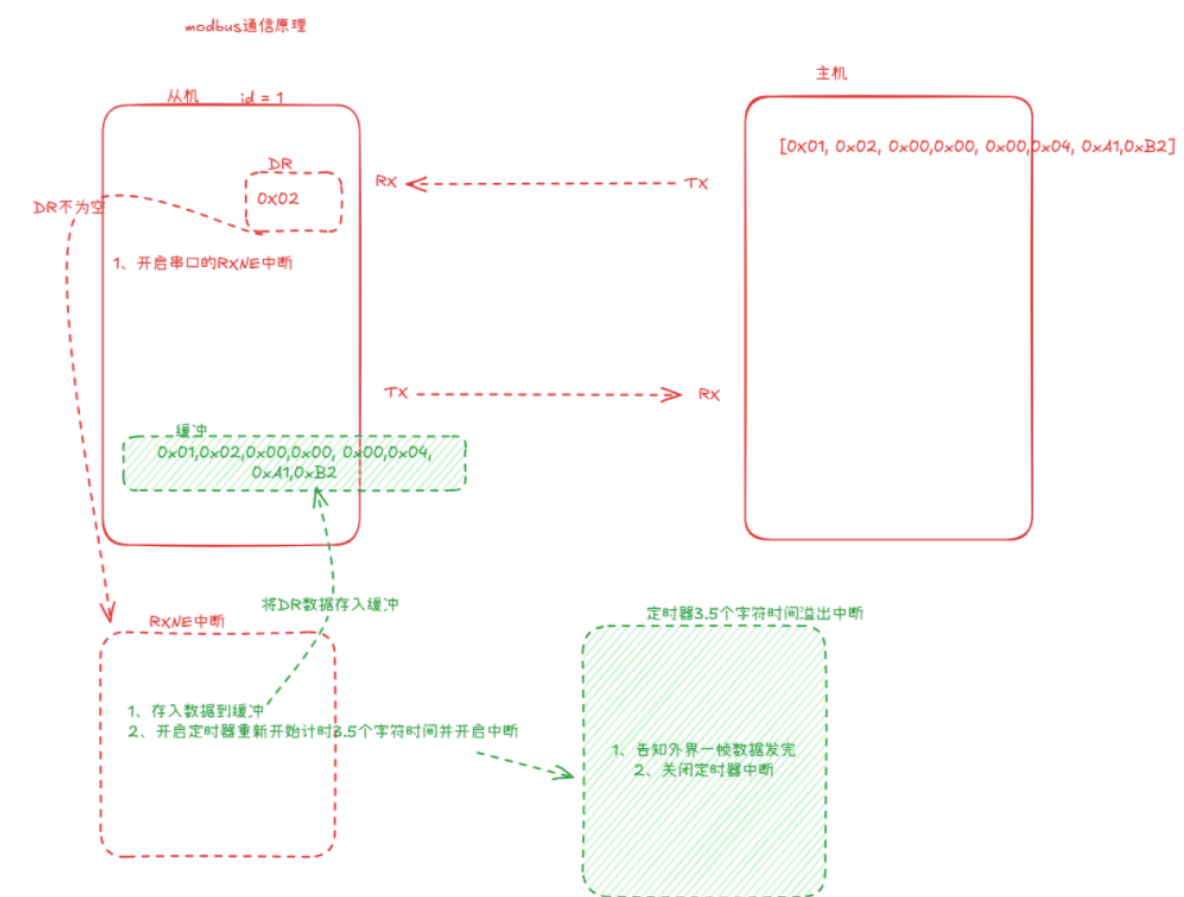 modbus通信原理
主机
从机 id = 1
[0x01, 0x02, 0x00,0x00, 0x00,0x04, 0xA1,0xB2]
DR
RX
TX
0x02
DR不为空
1、开启串口的RXNE中断
TX
RX
缓冲
0x01,0x02,0x00,0x00, 0x00,0x04,
0xA1,0xB2
将DR数据存入缓冲
RXNE中断
定时器3.5个字符时间溢出中断
1、存入数据到缓冲
2、开启定时器重新开始计时3.5个字符时间并开启中断
1、告知外界一帧数据发完
2、关闭定时器中断